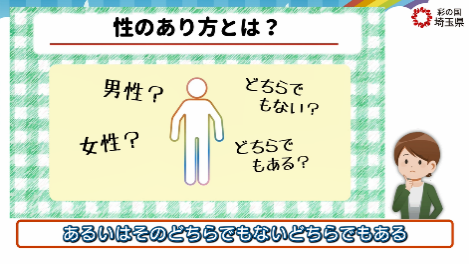 性のあり方とは？
彩の国
埼玉県
男性？
どちらで
もない？
女性？
どちらで
もある？
あるいはそのどちらでもないどちらでもある